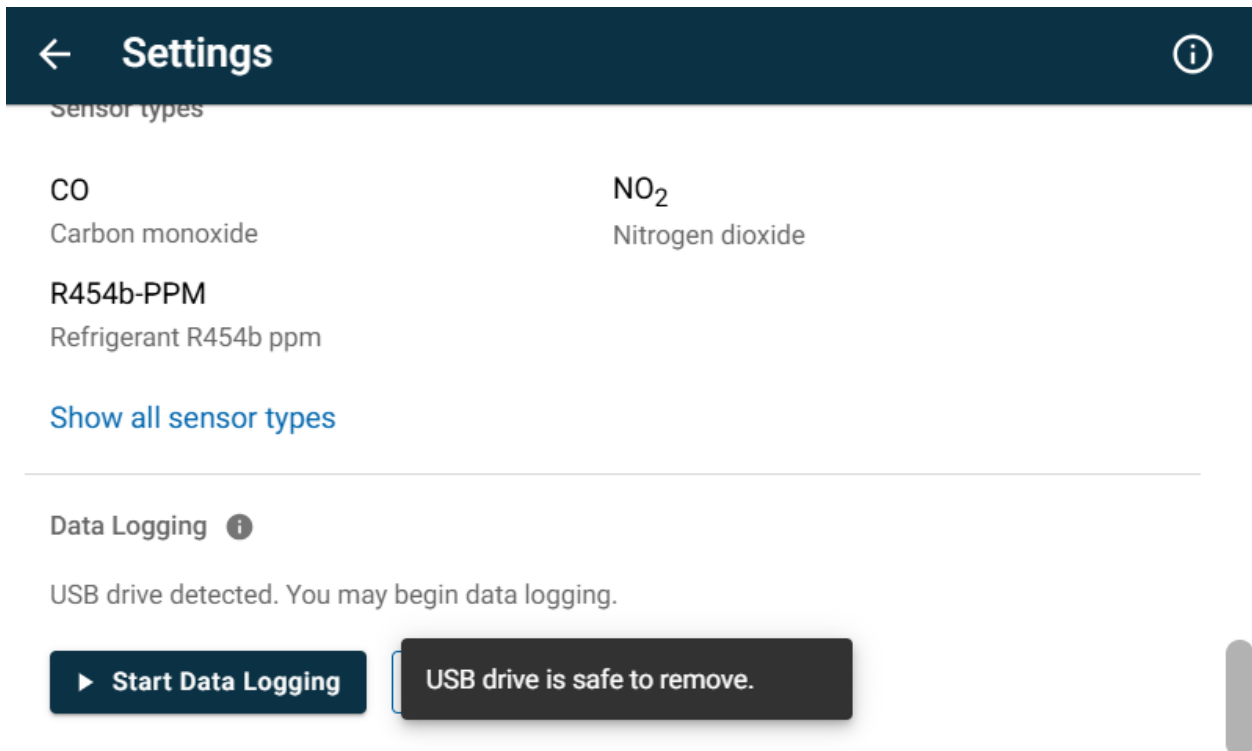 Settings
Sensor types
CO
NO₂
Carbon monoxide
Nitrogen dioxide
R454b-PPM
Refrigerant R454b ppm
Show all sensor types
Data Logging
USB drive detected. You may begin data logging.
Start Data Logging
USB drive is safe to remove.